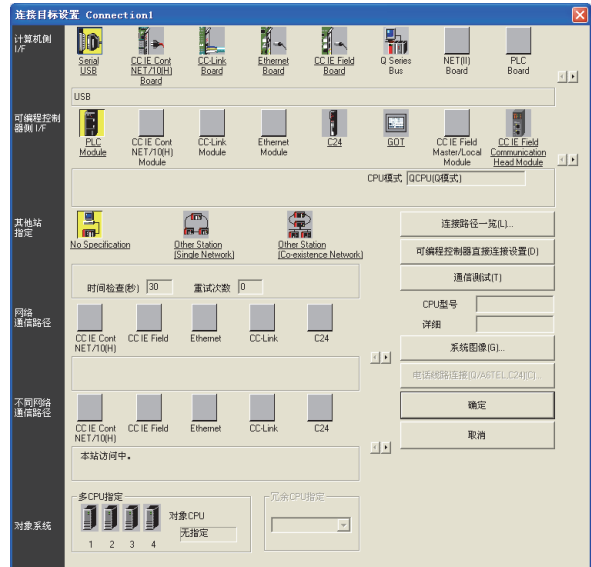 连接目标设置 Connection1
计算机侧
I/F
Serial
USB
CC IE Cont
NET/10(H)
Board
CC-Link
Board
Ethernet
Board
CC IE Field
Board
Q Series
Bus
NET(II)
Board
PLC
Board
USB
可编程控制
器侧 I/F
PLC
Module
CC IE Cont
NET/10(H)
Module
CC-Link
Module
Ethernet
Module
C24
GOT
CC IE Field
Master/Local
Module
CC IE Field
Communication
Head Module
CPU模式 QCPU(Q模式)
其他站
指定
No Specification
Other Station
(Single Network)
Other Station
(Co-existence Network)
时间检查(秒) 30 重试次数 0
连接路径一览(L)...
可编程控制器直接连接设置(D)
通信测试(T)
CPU型号
详细
系统图像(G)...
电话线路连接(Q/A6TEL,C24)(C)...
确定
取消
网络
通信路径
CC IE Cont
NET/10(H)
CC IE Field
Ethernet
CC-Link
C24
不同网络
通信路径
CC IE Cont
NET/10(H)
CC IE Field
Ethernet
CC-Link
C24
本站访问中。
对象系统
多CPU指定
1 2 3 4
对象CPU
无指定
冗余CPU指定